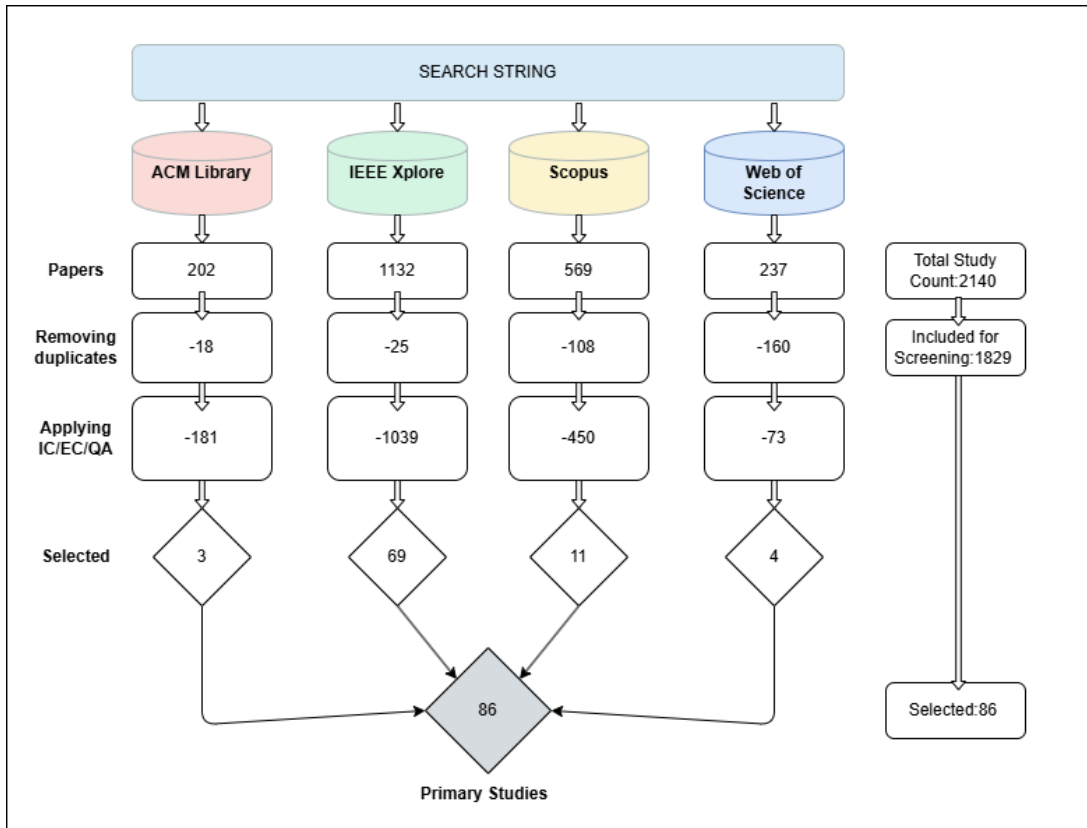 SEARCH STRING
ACM Library
IEEE Xplore
Scopus
Web of
Science
Papers
202
1132
569
237
Total Study
Count:2140
Removing
duplicates
-18
-25
-108
-160
Included for
Screening:1829
Applying
IC/EC/QA
-181
-1039
-450
-73
Selected
3
69
11
4
86
Selected:86
Primary Studies